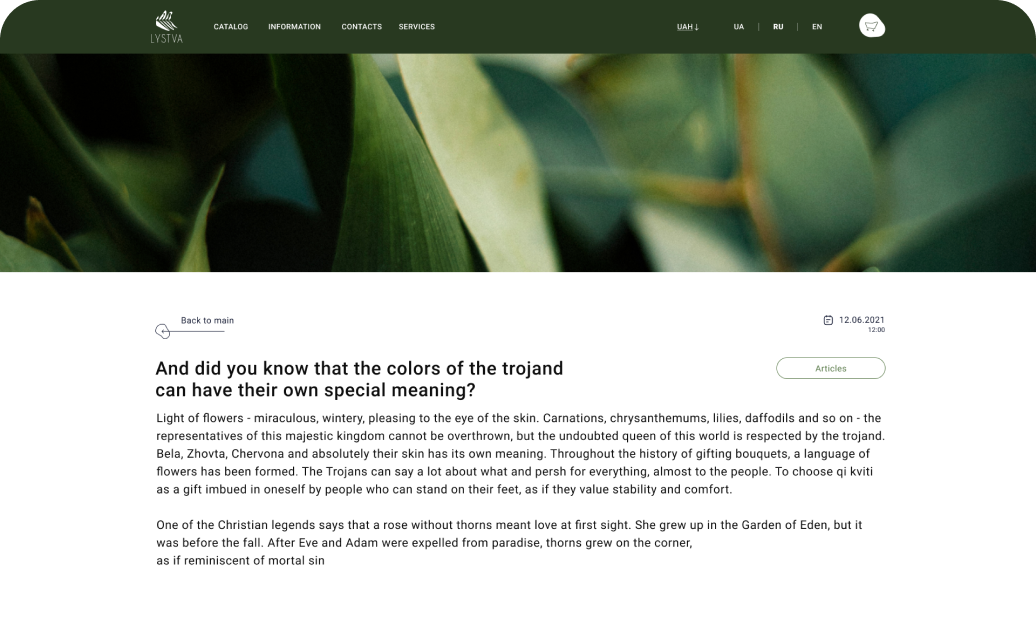 LYSTVA
CATALOG INFORMATION CONTACTS SERVICES
UAH↓ UA | RU | EN
Back to main
12.06.2021
12:00
And did you know that the colors of the trojand
can have their own special meaning?
Articles
Light of flowers - miraculous, wintery, pleasing to the eye of the skin. Carnations, chrysanthemums, lilies, daffodils and so on - the
representatives of this majestic kingdom cannot be overthrown, but the undoubted queen of this world is respected by the trojand.
Bela, Zhovta, Chervona and absolutely their skin has its own meaning. Throughout the history of gifting bouquets, a language of
flowers has been formed. The Trojans can say a lot about what and persh for everything, almost to the people. To choose qi kviti
as a gift imbued in oneself by people who can stand on their feet, as if they value stability and comfort.
One of the Christian legends says that a rose without thorns meant love at first sight. She grew up in the Garden of Eden, but it
was before the fall. After Eve and Adam were expelled from paradise, thorns grew on the corner,
as if reminiscent of mortal sin